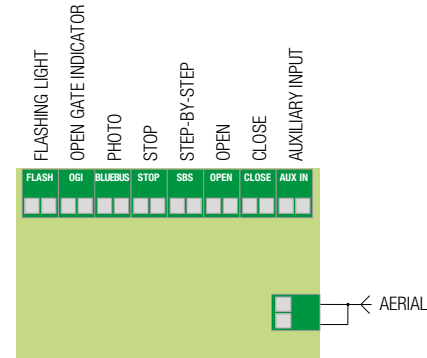 FLASHING LIGHT
OPEN GATE INDICATOR
PHOTO
STOP
STEP-BY-STEP
OPEN
CLOSE
AUXILIARY INPUT
FLASH OGI BLUEBUS STOP SBS OPEN CLOSE AUX IN
AERIAL